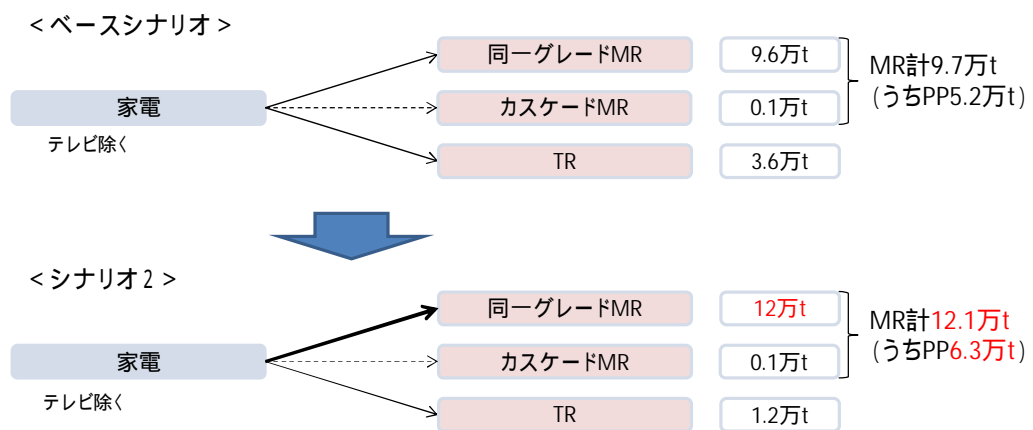 <ベースシナリオ>
同一グレードMR 9.6万t
MR計9.7万t
(うちPP5.2万t)
家電 カスケードMR 0.1万t
テレビ除く
TR 3.6万t
<シナリオ2>
同一グレードMR 12万t
MR計12.1万t
(うちPP6.3万t)
家電 カスケードMR 0.1万t
テレビ除く
TR 1.2万t